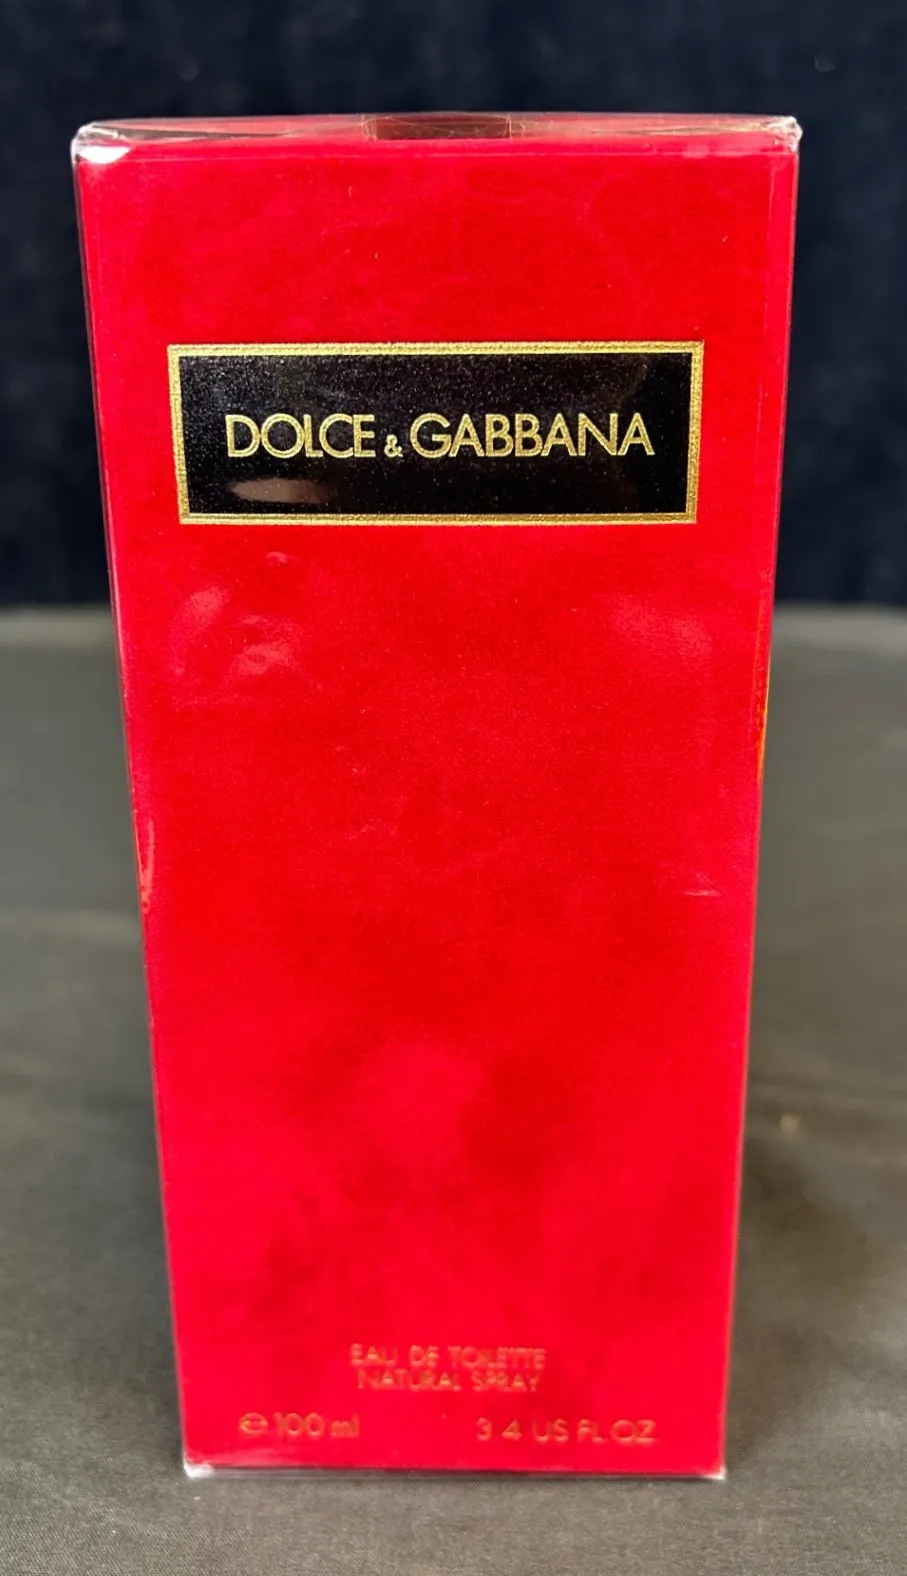 DOLCE & GABBANA
EAU DE TOILETTE
NATURAL SPRAY
℮ 100 ml 3.4 US FL. OZ.